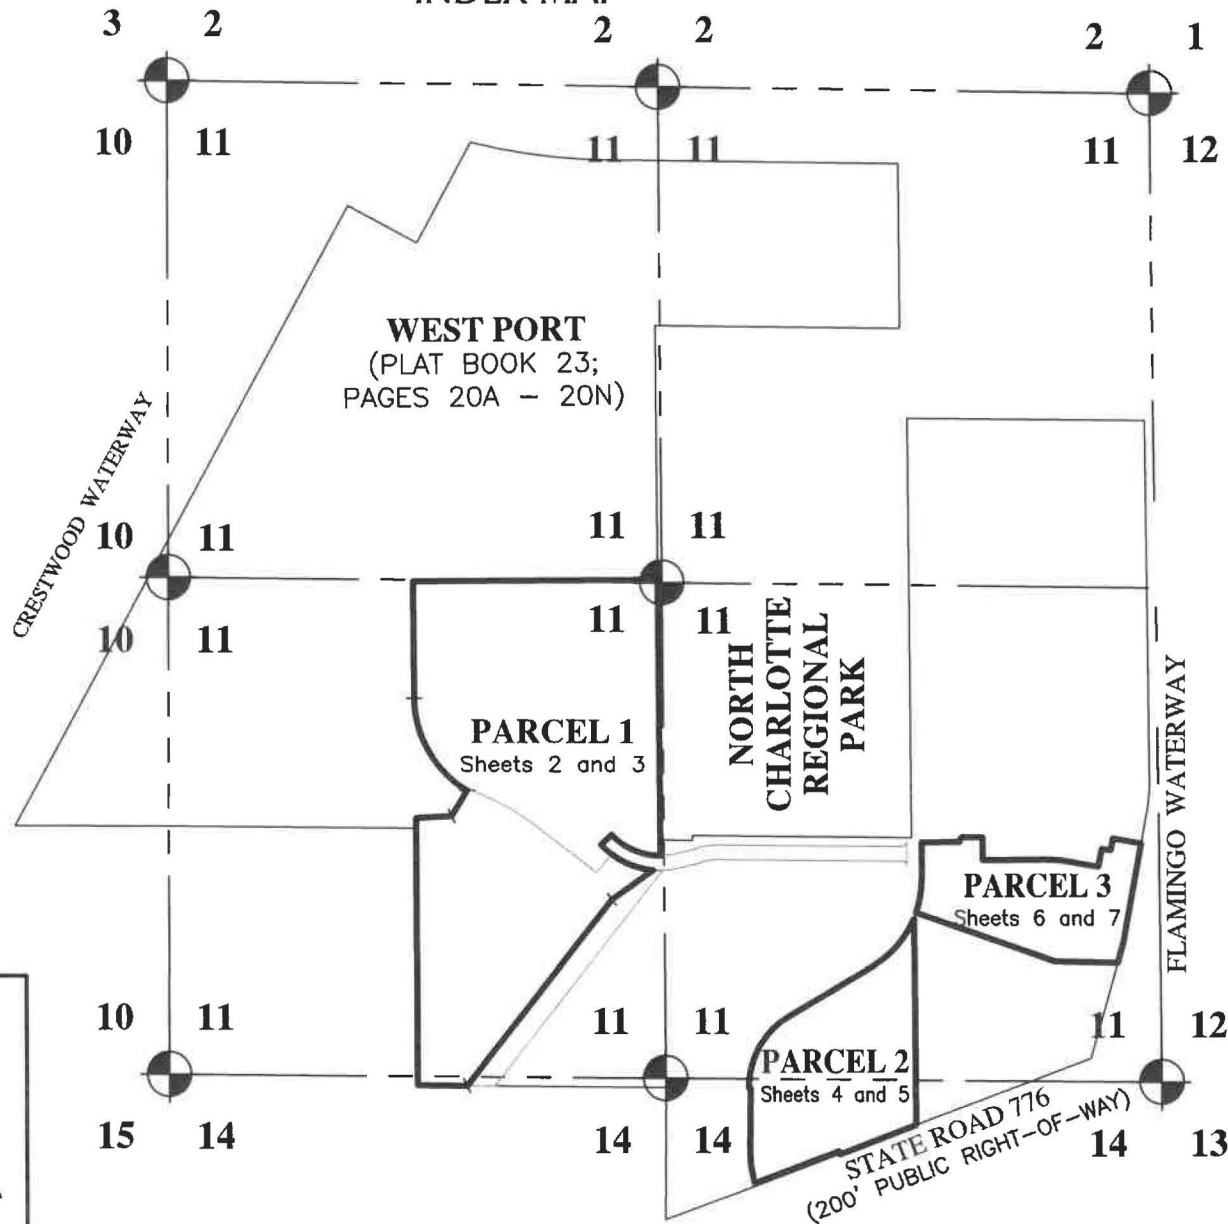 INDEX MAP
3 2
2 2
2 1
10 11
11 11
11 12
WEST PORT
(PLAT BOOK 23;
PAGES 20A – 20N)
CRESTWOOD WATERWAY
10 11
11 11
10 11
11 11
NORTH
CHARLOTTE
REGIONAL
PARK
PARCEL 1
Sheets 2 and 3
FLAMINGO WATERWAY
PARCEL 3
Sheets 6 and 7
10 11
11 11
11 12
PARCEL 2
Sheets 4 and 5
15 14
14 14
14 13
STATE ROAD 776
(200' PUBLIC RIGHT-OF-WAY)